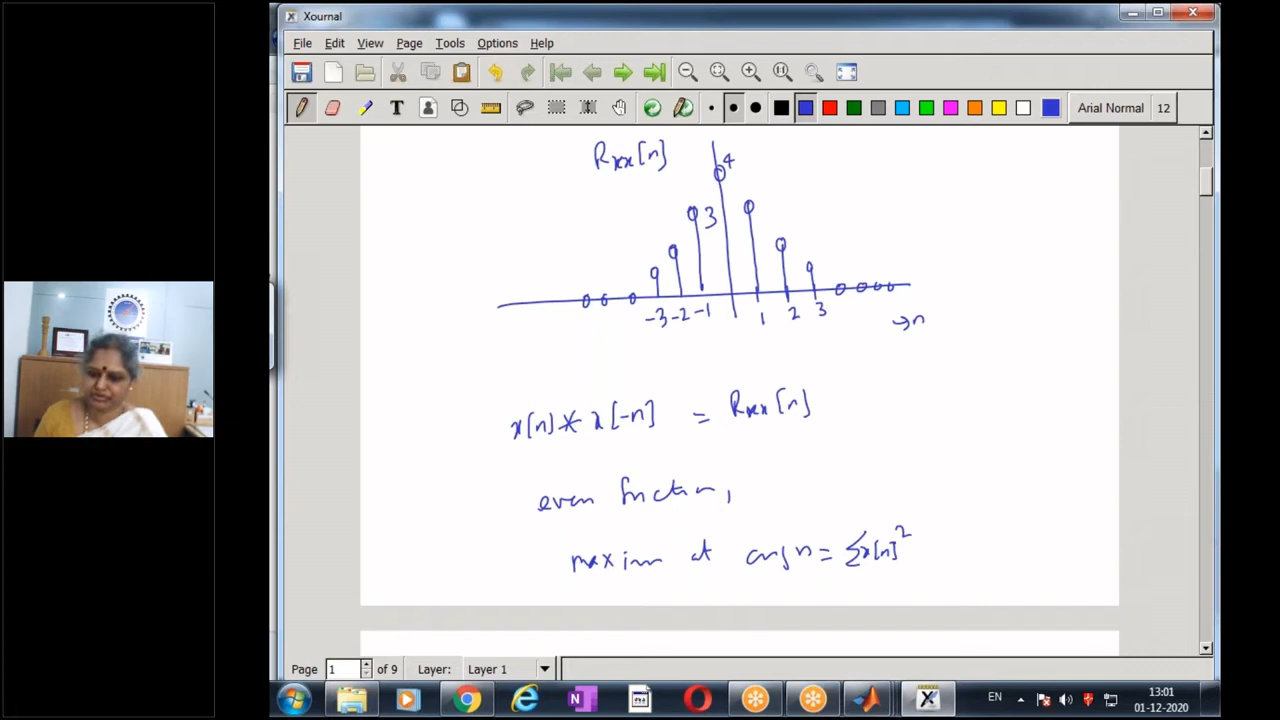 Xournal
File Edit View Page Tools Options Help
Arial Normal 12
Rxx[n]
4
3
-3 -2 -1 1 2 3
→n
x[n] * x[-n] = Rxx[n]
even function,
maxim at origin = Σx[n]²
Page 1 of 9 Layer: Layer 1
EN 13:01
01-12-2020